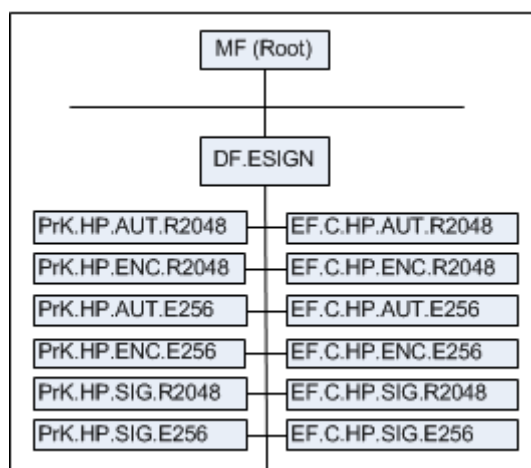 MF (Root)
DF.ESIGN
PrK.HP.AUT.R2048 EF.C.HP.AUT.R2048
PrK.HP.ENC.R2048 EF.C.HP.ENC.R2048
PrK.HP.AUT.E256 EF.C.HP.AUT.E256
PrK.HP.ENC.E256 EF.C.HP.ENC.E256
PrK.HP.SIG.R2048 EF.C.HP.SIG.R2048
PrK.HP.SIG.E256 EF.C.HP.SIG.E256